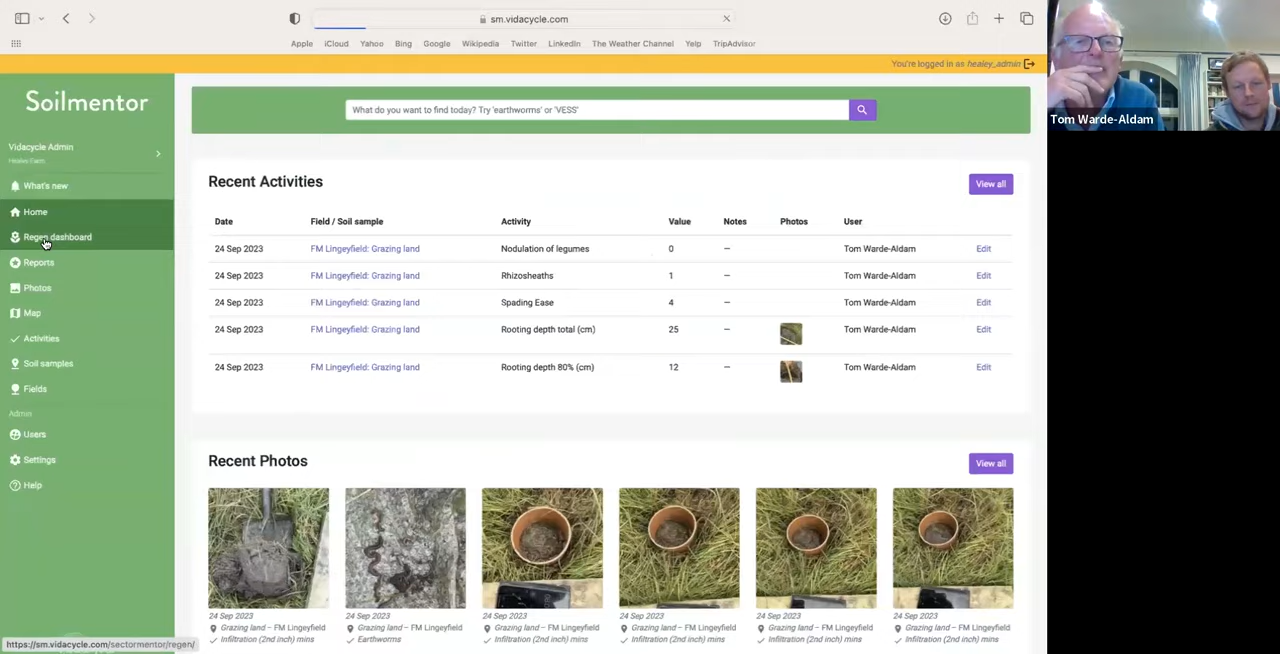 sm.vidacycle.com
Apple iCloud Yahoo Bing Google Wikipedia Twitter LinkedIn The Weather Channel Yelp TripAdvisor
You're logged in as healey_admin
Soilmentor
Vidacycle Admin
Healey Farm
What's new
Home
Regen dashboard
Reports
Photos
Map
Activities
Soil samples
Fields
Admin
Users
Settings
Help
https://sm.vidacycle.com/sectormentor/regen/
What do you want to find today? Try 'earthworms' or 'VESS'
Recent Activities
View all
Date Field / Soil sample Activity Value Notes Photos User
24 Sep 2023 FM Lingeyfield: Grazing land Nodulation of legumes 0 – Tom Warde-Aldam Edit
24 Sep 2023 FM Lingeyfield: Grazing land Rhizosheaths 1 – Tom Warde-Aldam Edit
24 Sep 2023 FM Lingeyfield: Grazing land Spading Ease 4 – Tom Warde-Aldam Edit
24 Sep 2023 FM Lingeyfield: Grazing land Rooting depth total (cm) 25 – Tom Warde-Aldam Edit
24 Sep 2023 FM Lingeyfield: Grazing land Rooting depth 80% (cm) 12 – Tom Warde-Aldam Edit
Recent Photos
View all
24 Sep 2023 24 Sep 2023 24 Sep 2023 24 Sep 2023 24 Sep 2023 24 Sep 2023
Grazing land – FM Lingeyfield Grazing land – FM Lingeyfield Grazing land – FM Lingeyfield Grazing land – FM Lingeyfield Grazing land – FM Lingeyfield Grazing land – FM Lingeyfield
Infiltration (2nd inch) mins Earthworms Infiltration (2nd inch) mins Infiltration (2nd inch) mins Infiltration (2nd inch) mins Infiltration (2nd inch) mins
Tom Warde-Aldam